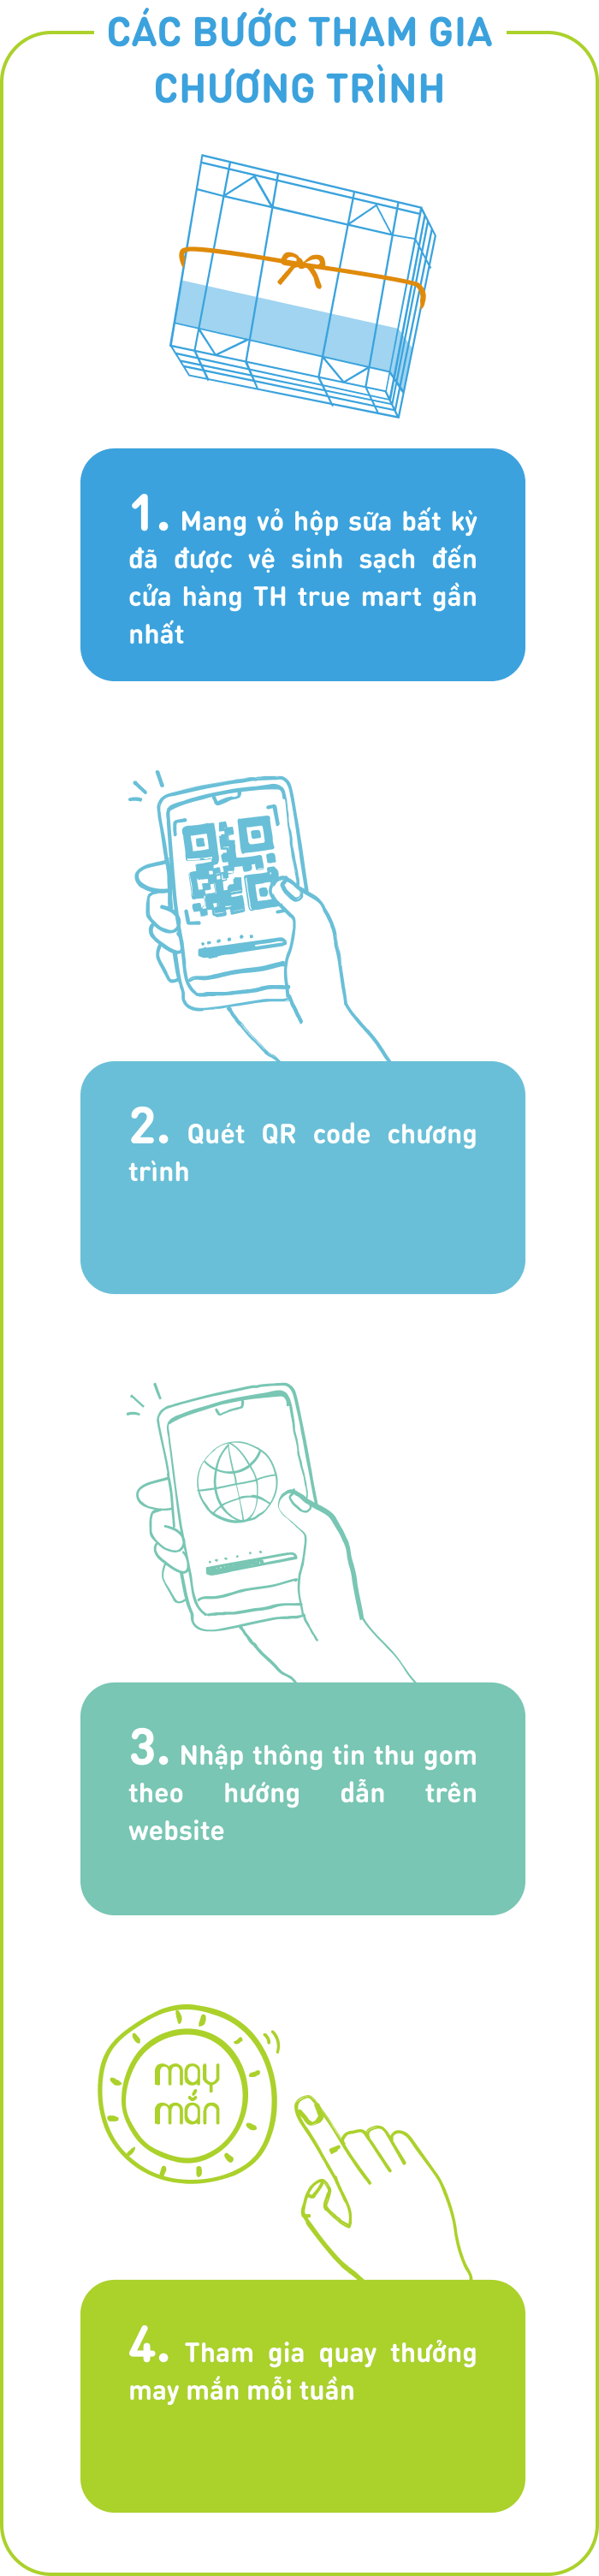 CÁC BƯỚC THAM GIA
CHƯƠNG TRÌNH
1. Mang vỏ hộp sữa bất kỳ
đã được vệ sinh sạch đến
cửa hàng TH true mart gần
nhất
2. Quét QR code chương
trình
3. Nhập thông tin thu gom
theo hướng dẫn trên
website
may
mắn
4. Tham gia quay thưởng
may mắn mỗi tuần